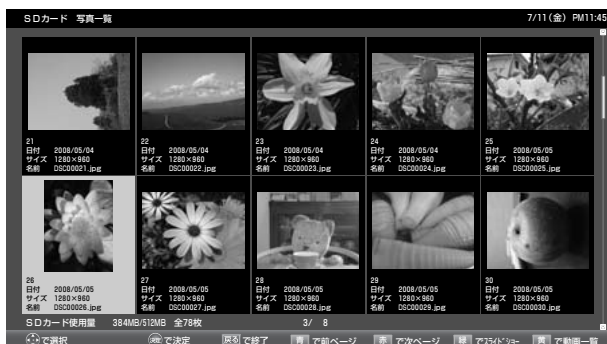 SDカード 写真一覧 7/11(金) PM11:45
21 22 23 24 25
日付 2008/05/04 日付 2008/05/04 日付 2008/05/04 日付 2008/05/04 日付 2008/05/05
サイズ 1280×960 サイズ 1280×960 サイズ 1280×960 サイズ 1280×960 サイズ 1280×960
名前 DSC00021.jpg 名前 DSC00022.jpg 名前 DSC00023.jpg 名前 DSC00024.jpg 名前 DSC00025.jpg
26 27 28 29 30
日付 2008/05/05 日付 2008/05/05 日付 2008/05/05 日付 2008/05/05 日付 2008/05/05
サイズ 1280×960 サイズ 1280×960 サイズ 1280×960 サイズ 1280×960 サイズ 1280×960
名前 DSC00026.jpg 名前 DSC00027.jpg 名前 DSC00028.jpg 名前 DSC00029.jpg 名前 DSC00030.jpg
SDカード使用量 384MB/512MB 全78枚 3/ 8
で選択 決定 で決定 戻る で終了 青 で前ページ 赤 で次ページ 緑 でスライドショー 黄 で動画一覧